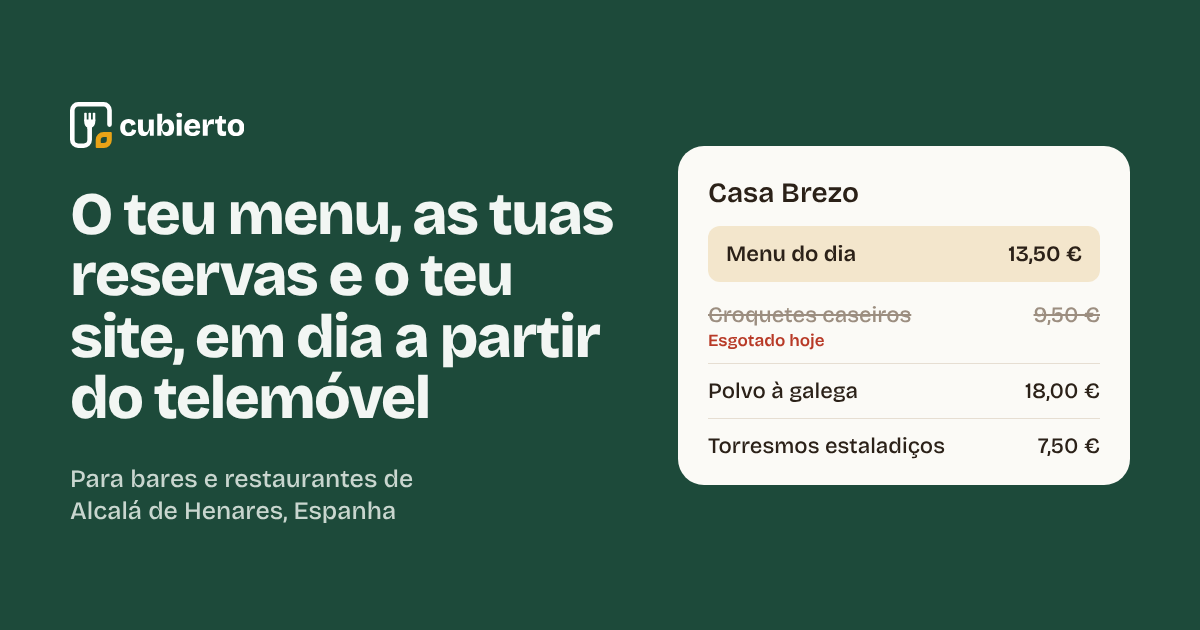 cubierto
O teu menu, as tuas
reservas e o teu
site, em dia a partir
do telemóvel
Para bares e restaurantes de
Alcalá de Henares, Espanha
Casa Brezo
Menu do dia 13,50 €
Croquetes caseiros 9,50 €
Esgotado hoje
Polvo à galega 18,00 €
Torresmos estaladiços 7,50 €